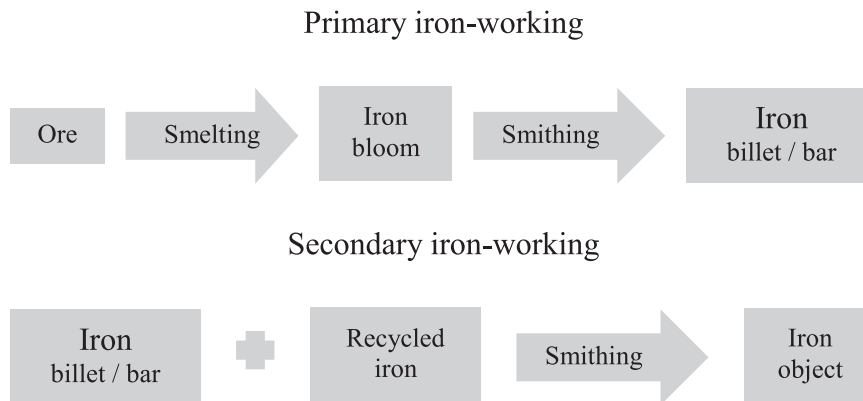 Primary iron-working
Ore
Smelting
Iron
bloom
Smithing
Iron
billet / bar
Secondary iron-working
Iron
billet / bar
Recycled
iron
Smithing
Iron
object